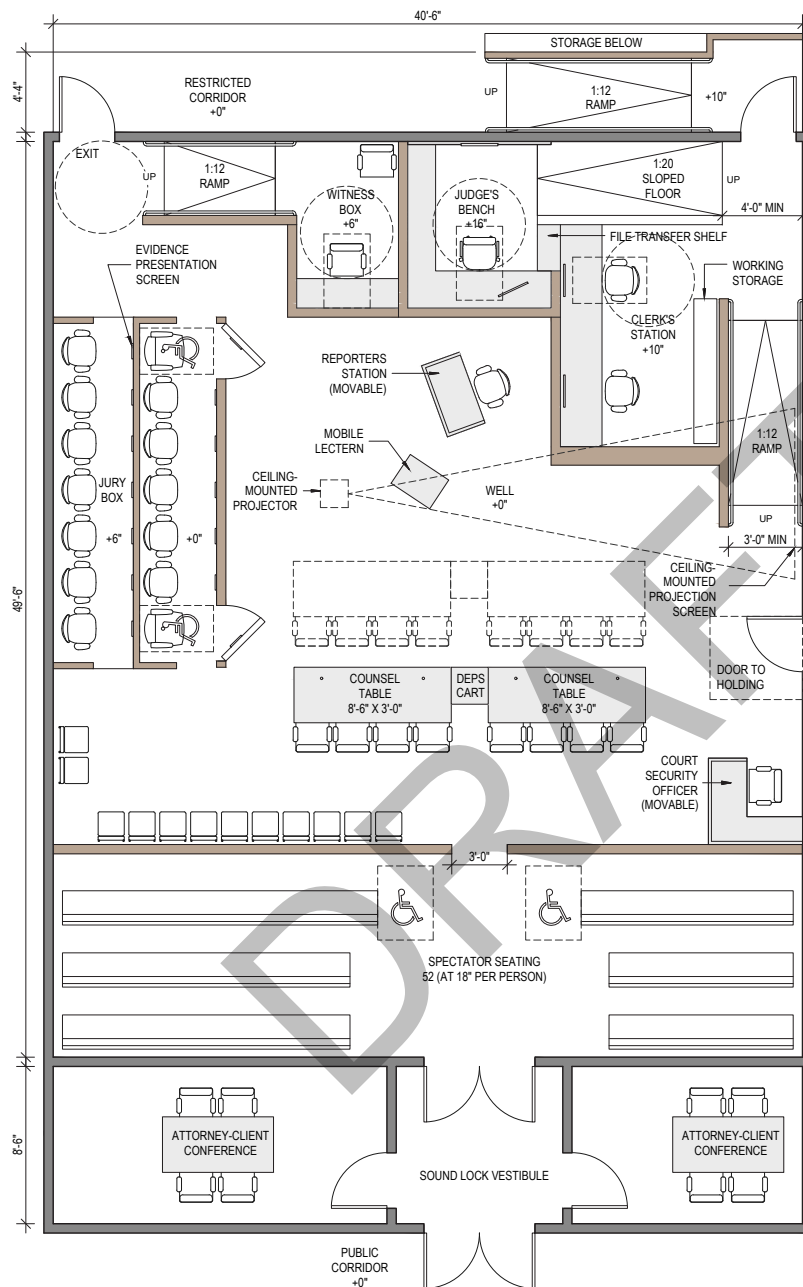 40'-6"
STORAGE BELOW
4'-4"
RESTRICTED
CORRIDOR
+0"
UP
1:12
RAMP
+10"
EXIT
UP
1:12
RAMP
WITNESS
BOX
+6"
JUDGE'S
BENCH
+16"
1:20
SLOPED
FLOOR
UP
4'-0" MIN
EVIDENCE
PRESENTATION
SCREEN
FILE TRANSFER SHELF
WORKING
STORAGE
CLERK'S
STATION
+10"
REPORTERS
STATION
(MOVABLE)
MOBILE
LECTERN
CEILING-
MOUNTED
PROJECTOR
WELL
+0"
1:12
RAMP
UP
JURY
BOX
+6"
+0"
3'-0" MIN
CEILING-
MOUNTED
PROJECTION
SCREEN
49'-6"
COUNSEL
TABLE
8'-6" X 3'-0"
DEPS
CART
COUNSEL
TABLE
8'-6" X 3'-0"
DOOR TO
HOLDING
COURT
SECURITY
OFFICER
(MOVABLE)
3'-0"
SPECTATOR SEATING
52 (AT 18" PER PERSON)
8'-6"
ATTORNEY-CLIENT
CONFERENCE
SOUND LOCK VESTIBULE
ATTORNEY-CLIENT
CONFERENCE
PUBLIC
CORRIDOR
+0"
DRAFT